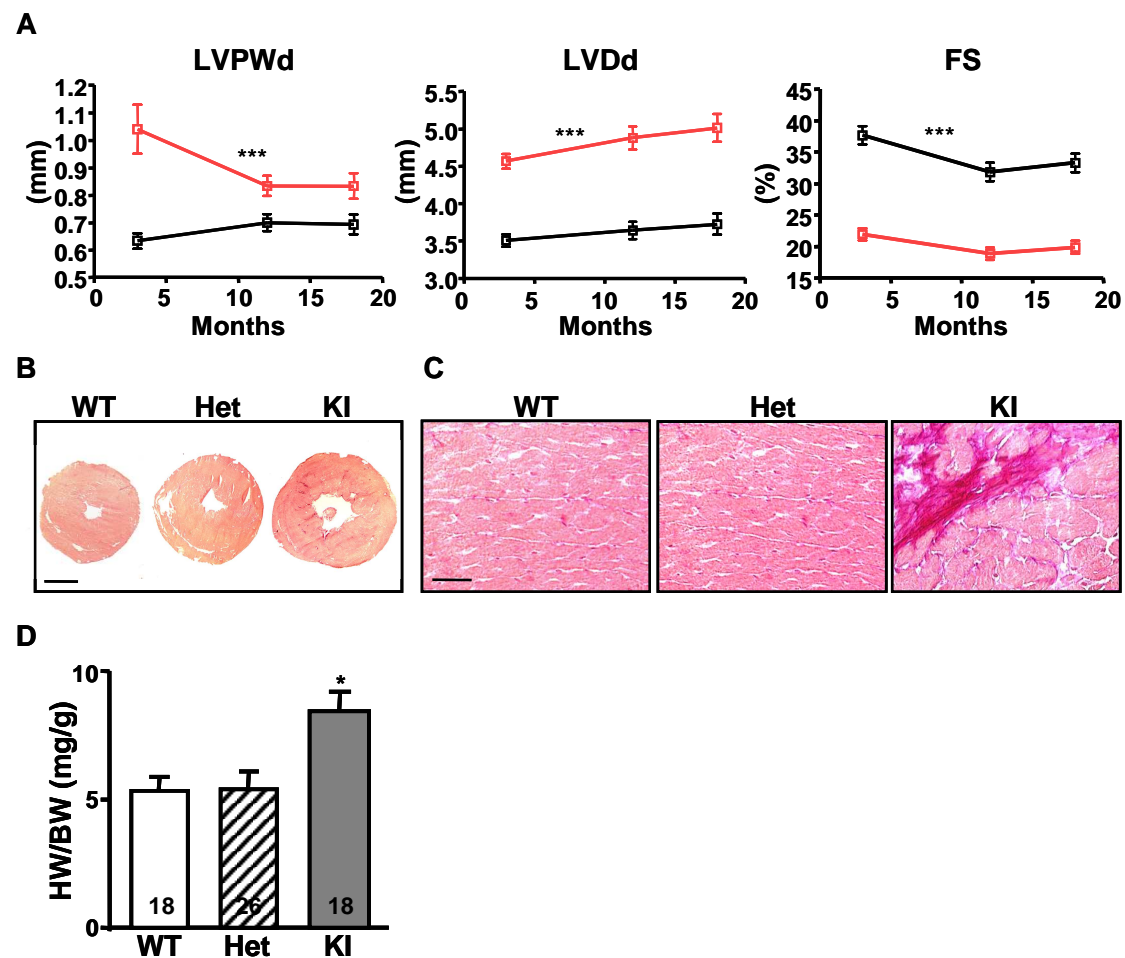 A
LVPWd LVDd FS
1.2
1.1
1.0
0.9
0.8
0.7
0.6
0.5
(mm)
***
0 5 10 15 20
Months
5.5
5.0
4.5
4.0
3.5
3.0
(mm)
***
0 5 10 15 20
Months
45
40
35
30
25
20
15
(%)
***
0 5 10 15 20
Months
B
WT Het KI
C
WT Het KI
D
10
5
0
HW/BW (mg/g)
*
18 26 18
WT Het KI